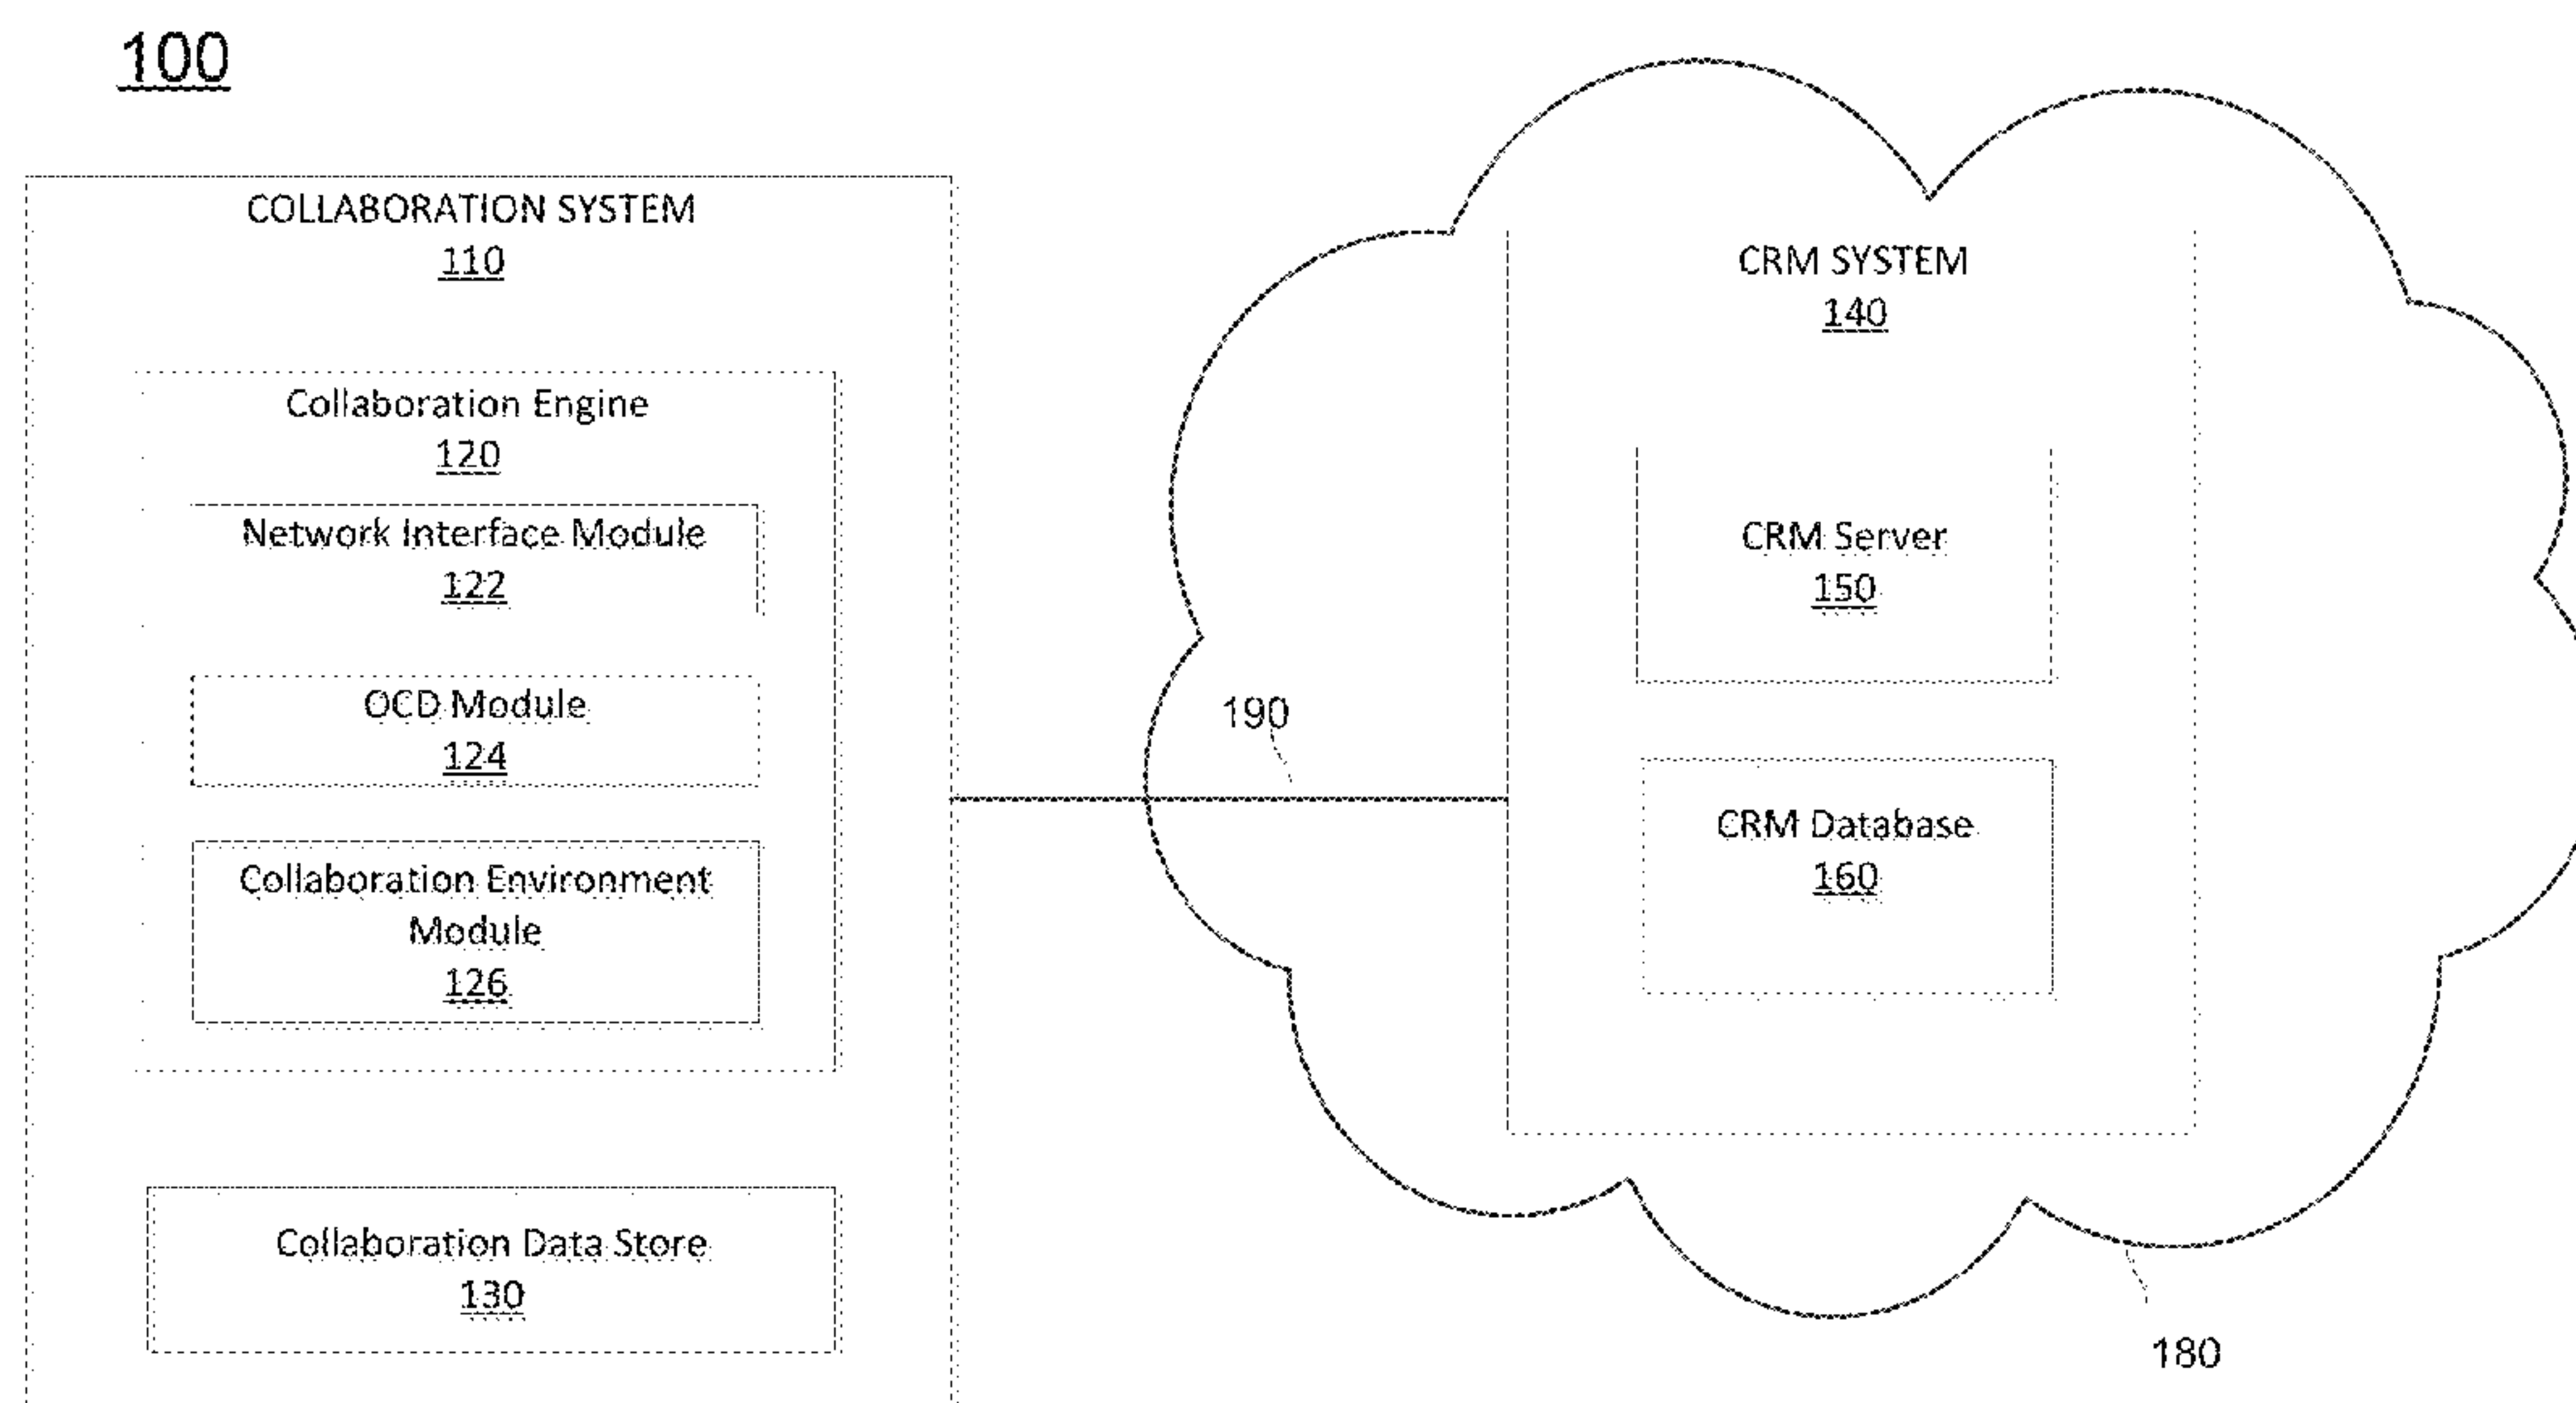 100
COLLABORATION SYSTEM
110
Collaboration Engine
120
Network Interface Module
122
OCD Module
124
Collaboration Environment
Module
126
Collaboration Data Store
130
190
CRM SYSTEM
140
CRM Server
150
CRM Database
160
180